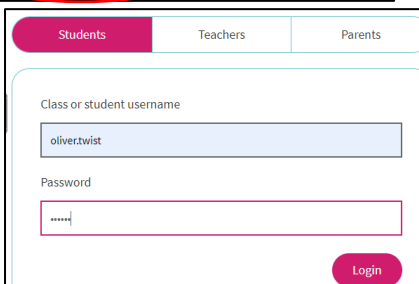 Students Teachers Parents
Class or student username
oliver.twist
Password
••••••
Login